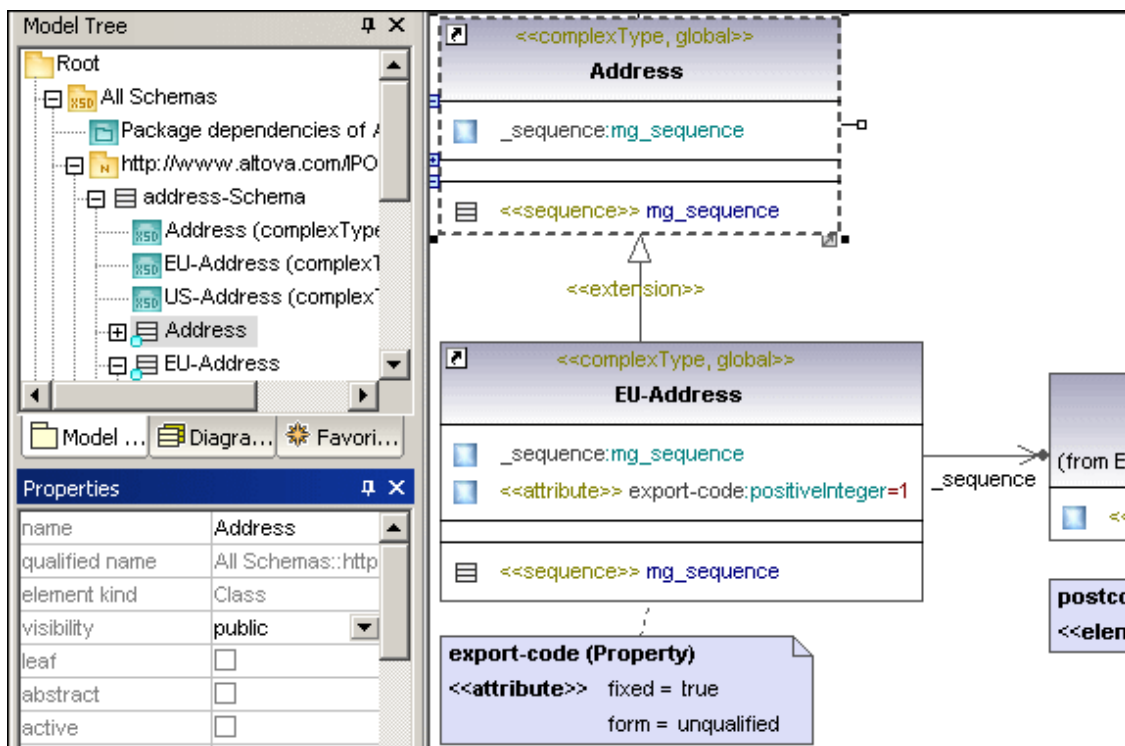 Model Tree
Root
All Schemas
Package dependencies of
http://www.altova.com/IPO
address-Schema
Address (complexType
EU-Address (complex
US-Address (complex
Address
EU-Address
Model ...
Diagra...
Favori...
Properties
name Address
qualified name All Schemas::http
element kind Class
visibility public
leaf
abstract
active
<<complexType, global>>
Address
_sequence:mg_sequence
<<sequence>> mg_sequence
<<extension>>
<<complexType, global>>
EU-Address
_sequence:mg_sequence
<<attribute>> export-code:positiveInteger=1
<<sequence>> mg_sequence
_sequence
(from E
export-code (Property)
<<attribute>> fixed = true
form = unqualified
postco
<<elen